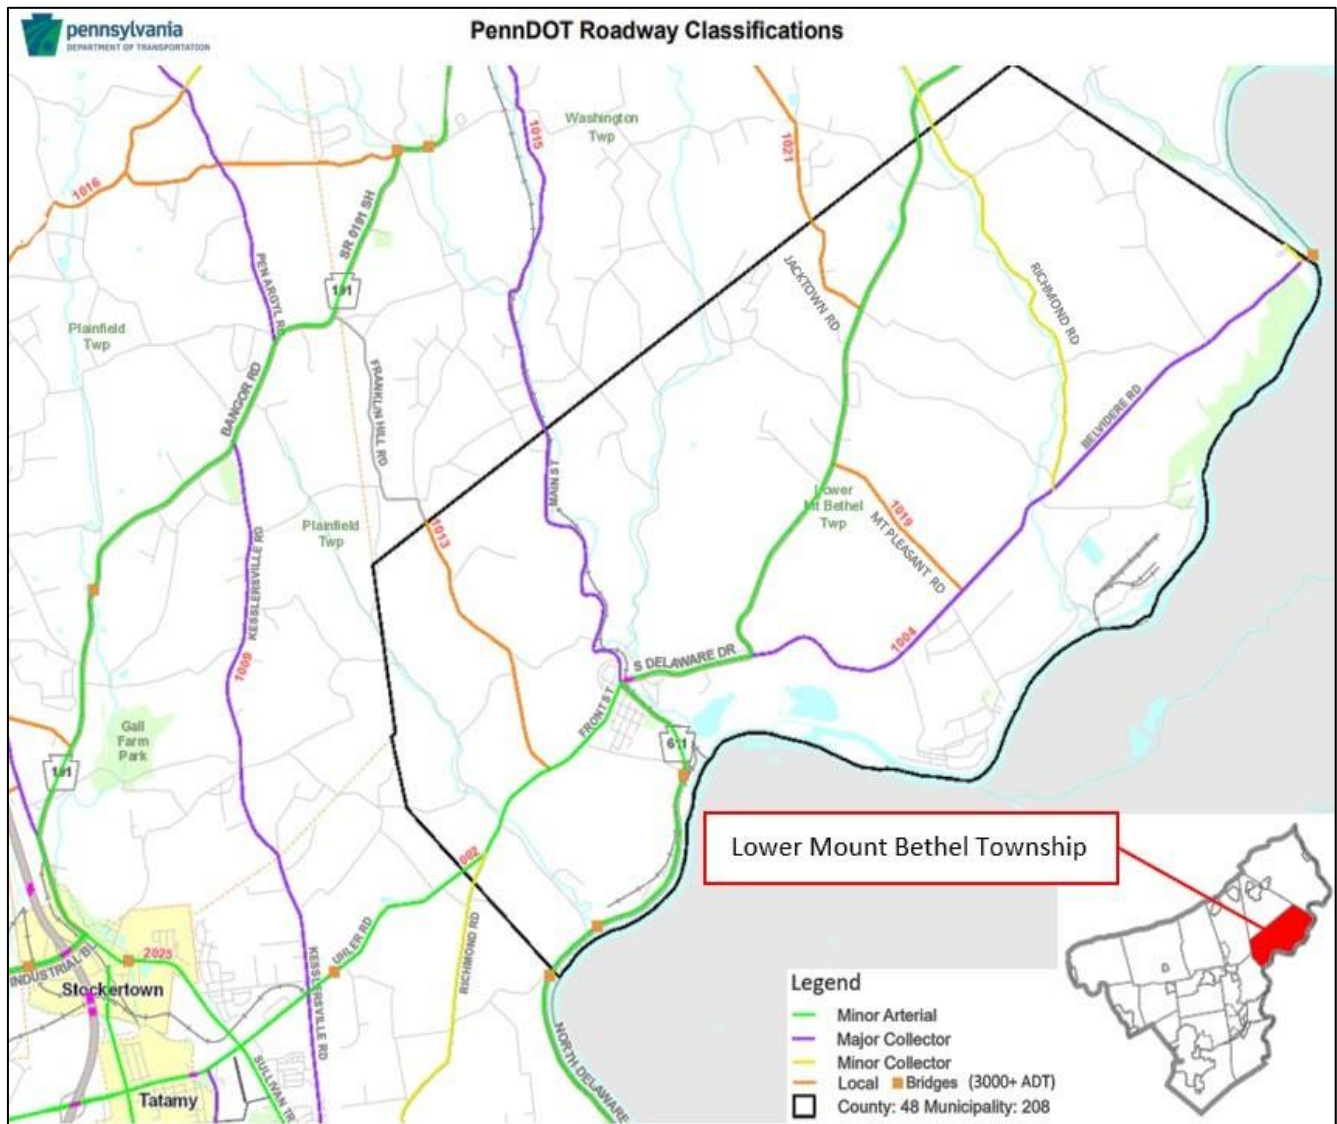 pennsylvania
DEPARTMENT OF TRANSPORTATION
PennDOT Roadway Classifications
Washington
Twp
1015
1021
1016
SR 0191 SH
191
PEN ARGYL RD
Plainfield
Twp
BANGOR RD
FRANKLIN HILL RD
JACKTOWN RD
RICHMOND RD
BELVIDERE RD
MAIN ST
Lower
Mt Bethel
Twp
1019
MT PLEASANT RD
Plainfield
Twp
1013
KESSLERSVILLE RD
1009
1004
S DELAWARE DR
FRONT ST
611
Gall
Farm
Park
191
002
UHLER RD
RICHMOND RD
KESSLERSVILLE RD
2025
INDUSTRIAL BL
Stockertown
SULLIVAN TR
Tatamy
NORTH DELAWARE
Lower Mount Bethel Township
Legend
Minor Arterial
Major Collector
Minor Collector
Local Bridges (3000+ ADT)
County: 48 Municipality: 208